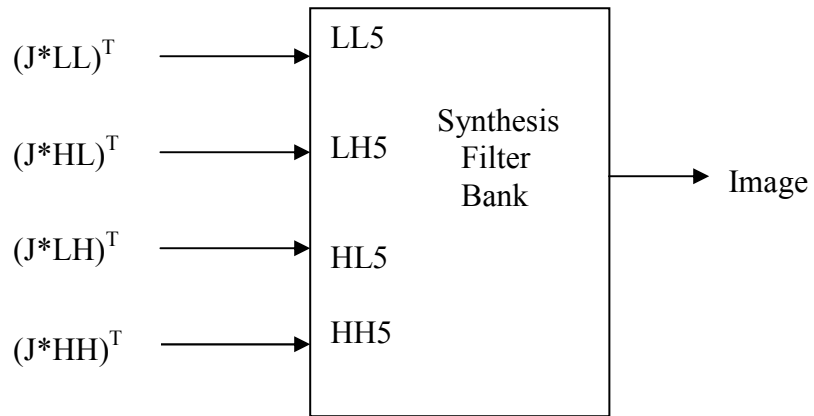 (J*LL)^T
LL5
(J*HL)^T
LH5
Synthesis
Filter
Bank
Image
(J*LH)^T
HL5
(J*HH)^T
HH5